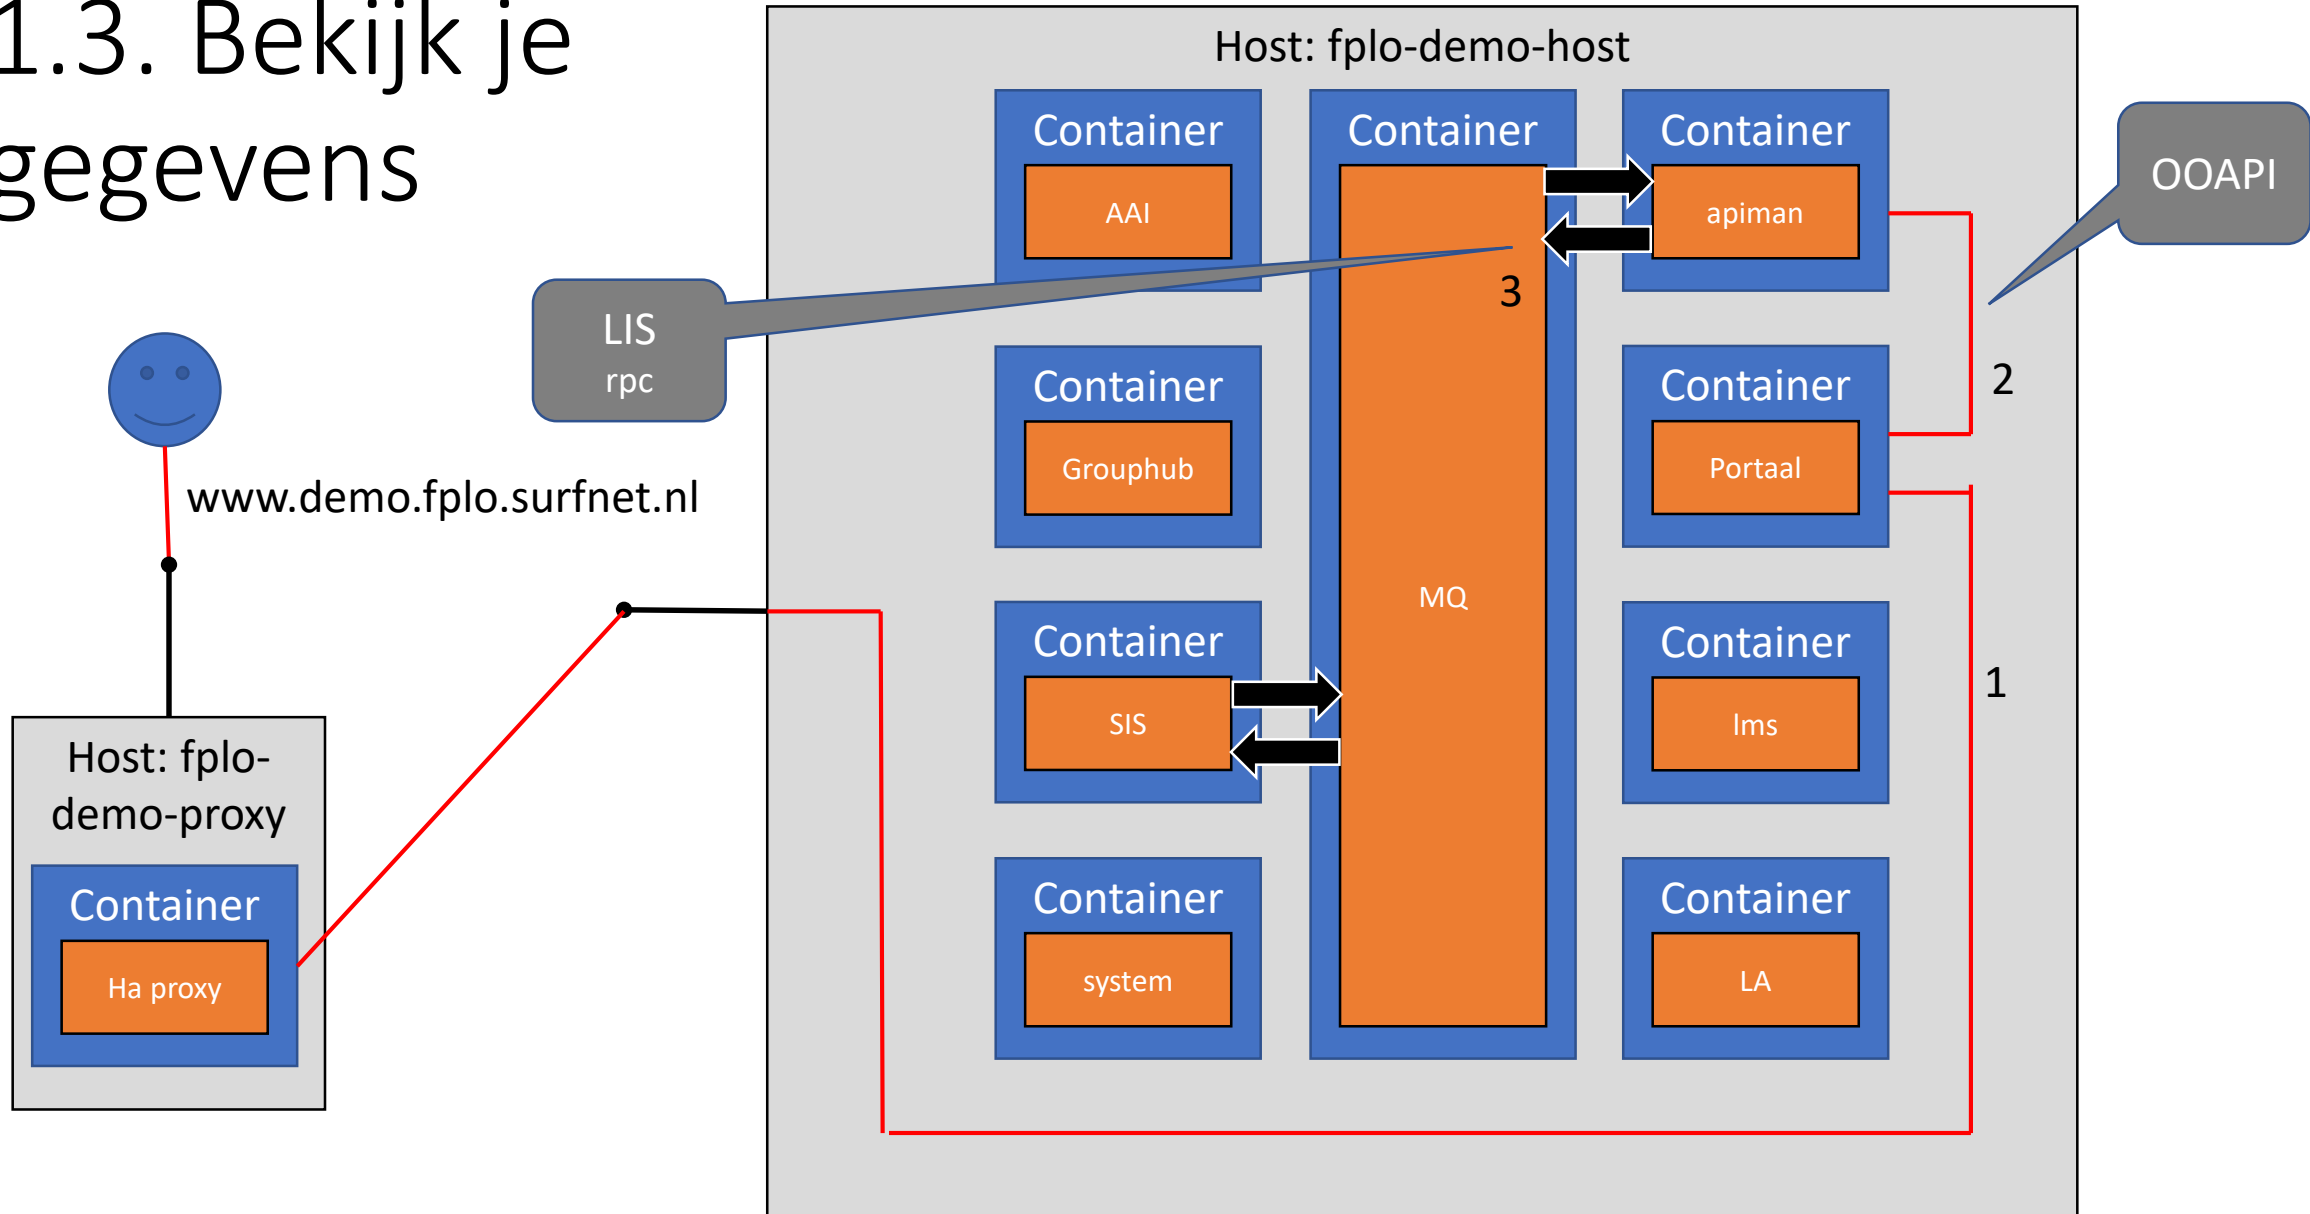 1.3. Bekijk je
gegevens
Host: fplo-demo-host
Container
AAI
Container
MQ
Container
apiman
OOAPI
LIS
rpc
3
2
Container
Grouphub
Container
Portaal
www.demo.fplo.surfnet.nl
Container
SIS
Container
lms
1
Host: fplo-
demo-proxy
Container
Ha proxy
Container
system
Container
LA